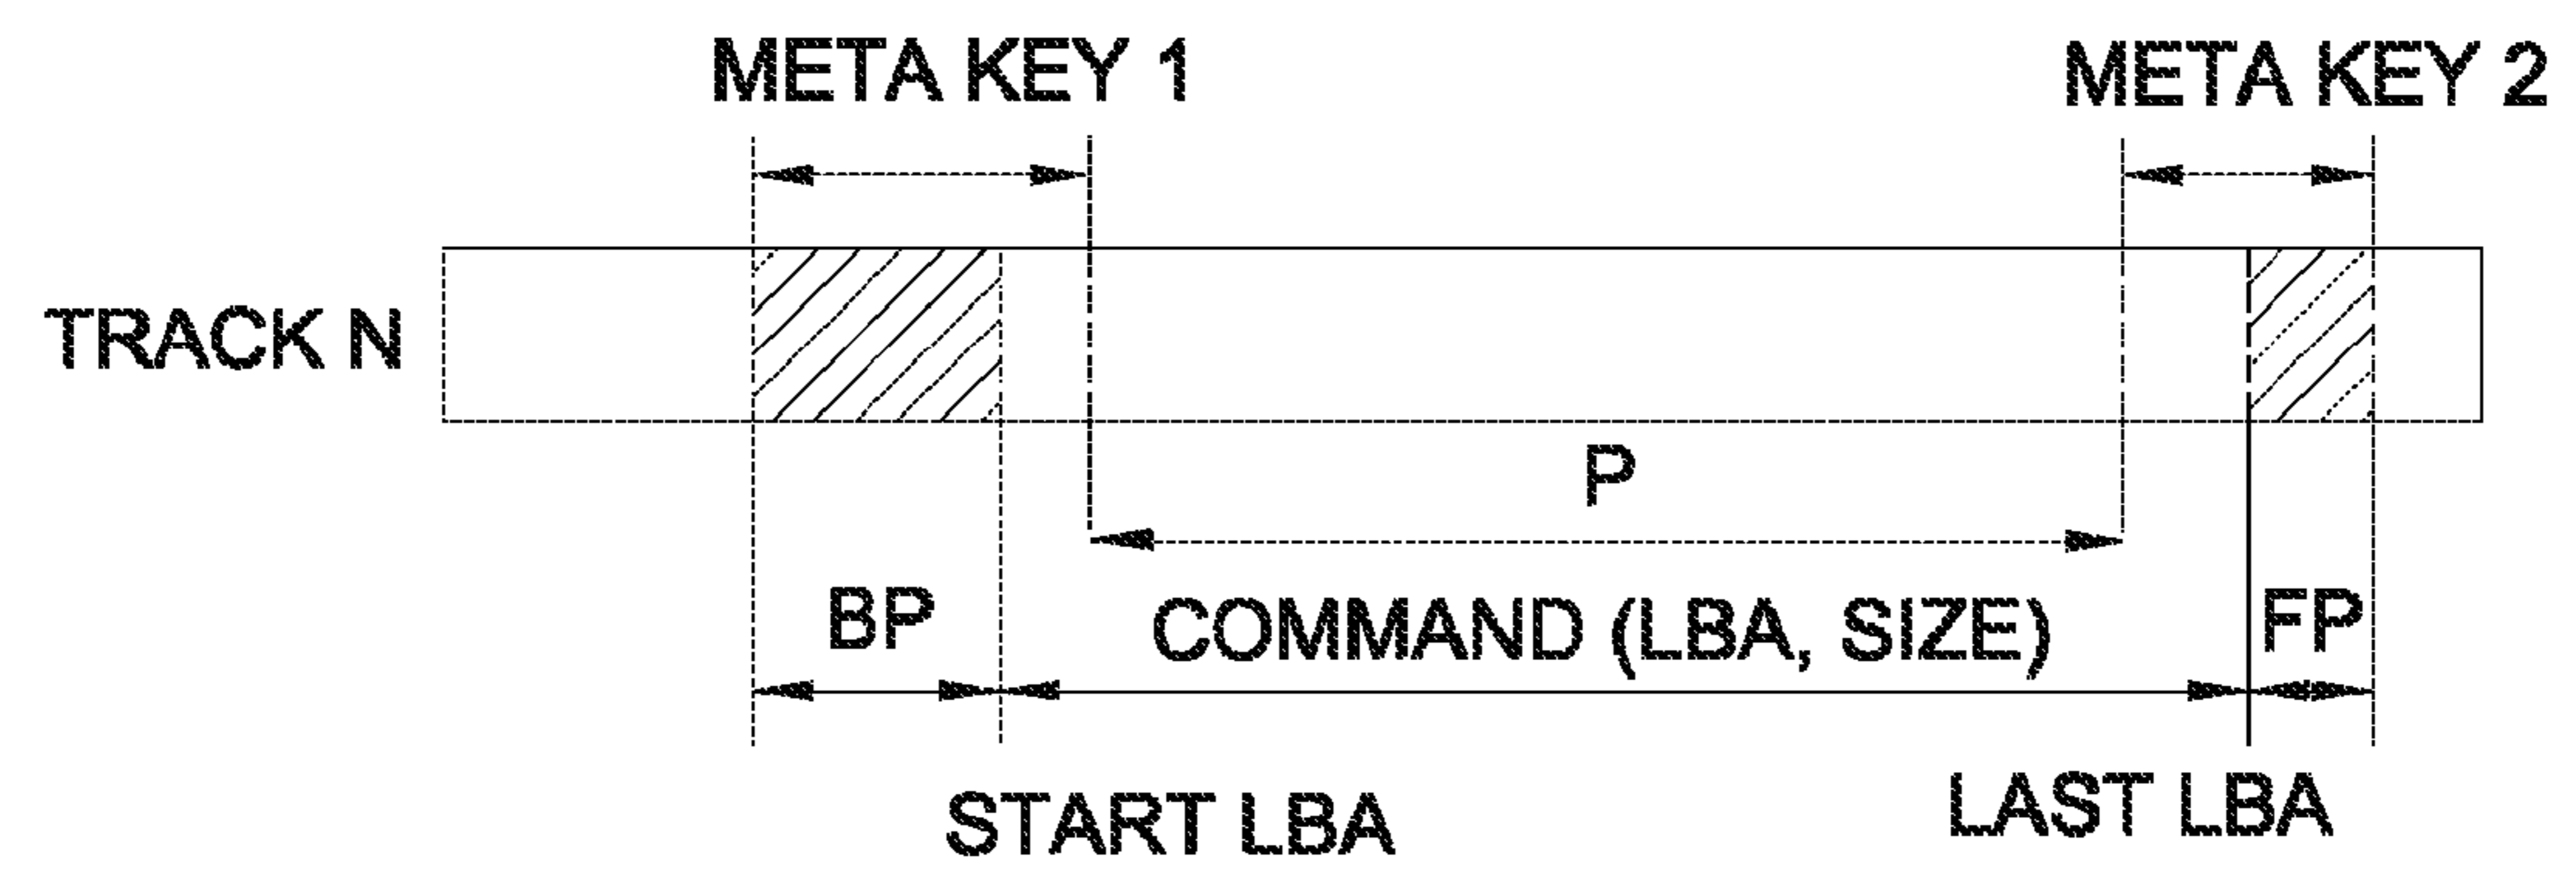 META KEY 1
META KEY 2
TRACK N
P
BP
COMMAND (LBA, SIZE)
FP
START LBA
LAST LBA